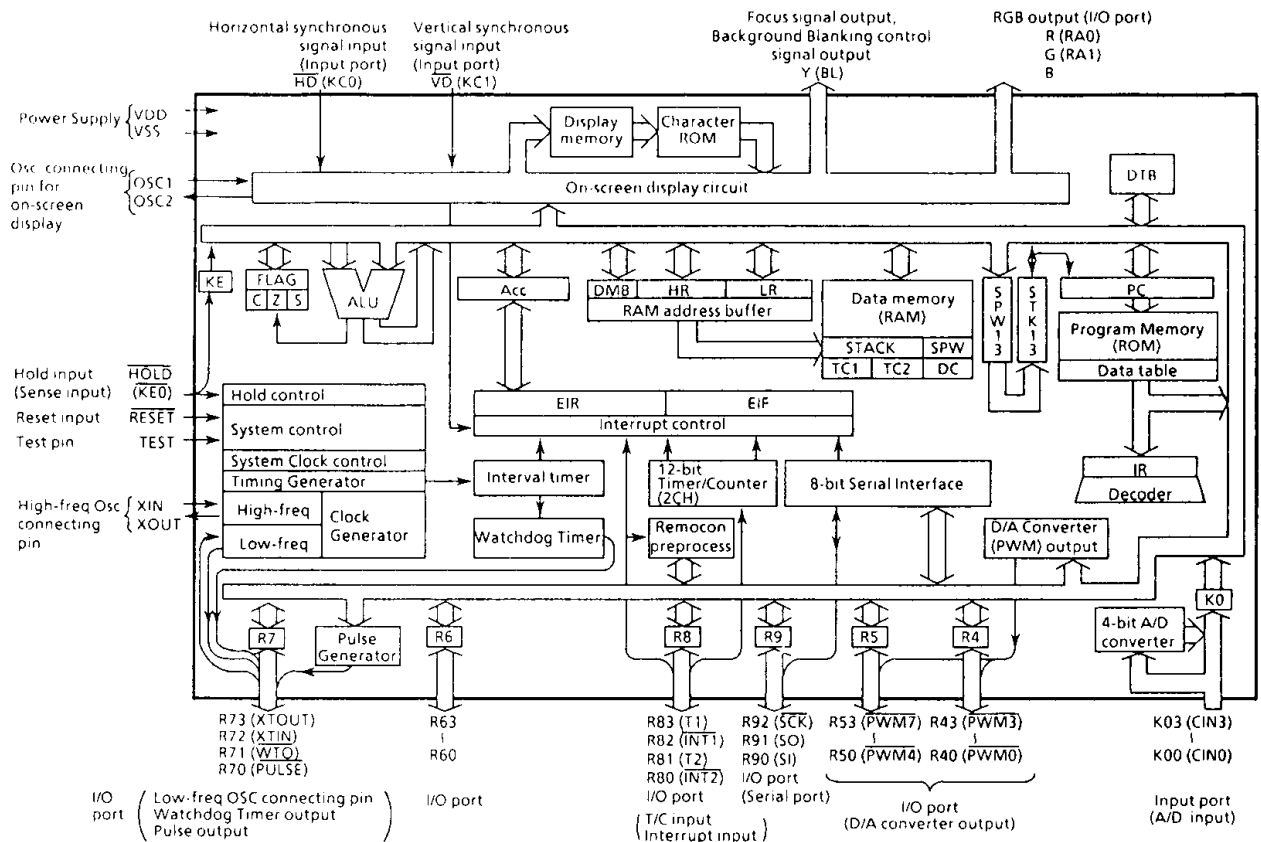 Horizontal synchronous
signal input
(Input port)
HD (KC0)
Vertical synchronous
signal input
(Input port)
VD (KC1)
Focus signal output,
Background Blanking control
signal output
Y (BL)
RGB output (I/O port)
R (RA0)
G (RA1)
B
Power Supply
VDD
VSS
Osc connecting
pin for
on-screen
display
OSC1
OSC2
Display
memory
Character
ROM
On-screen display circuit
DTB
KE
FLAG
C Z S
ALU
Acc
DMB HR LR
RAM address buffer
Data memory
(RAM)
STACK SPW
TC1 TC2 DC
SPW13
STK13
PC
Program Memory
(ROM)
Data table
IR
Decoder
Hold input
(Sense input)
HOLD
(KE0)
Reset input RESET
Test pin TEST
High-freq Osc
connecting
pin
XIN
XOUT
Hold control
System control
System Clock control
Timing Generator
High-freq
Low-freq
Clock
Generator
EIR EIF
Interrupt control
Interval timer
Watchdog Timer
12-bit
Timer/Counter
(2CH)
Remocon
preprocess
8-bit Serial Interface
D/A Converter
(PWM) output
R7
Pulse
Generator
R6
R8
R9
R5
R4
4-bit A/D
converter
K0
R73 (XTOUT)
R72 (XTIN)
R71 (WTO)
R70 (PULSE)
I/O
port
Low-freq OSC connecting pin
Watchdog Timer output
Pulse output
R63
~
R60
I/O port
R83 (T1)
R82 (INT1)
R81 (T2)
R80 (INT2)
I/O port
(T/C input
Interrupt input)
R92 (SCK)
R91 (SO)
R90 (SI)
I/O port
(Serial port)
R53 (PWM7)
~
R50 (PWM4)
R43 (PWM3)
~
R40 (PWM0)
I/O port
(D/A converter output)
K03 (CIN3)
~
K00 (CIN0)
Input port
(A/D input)